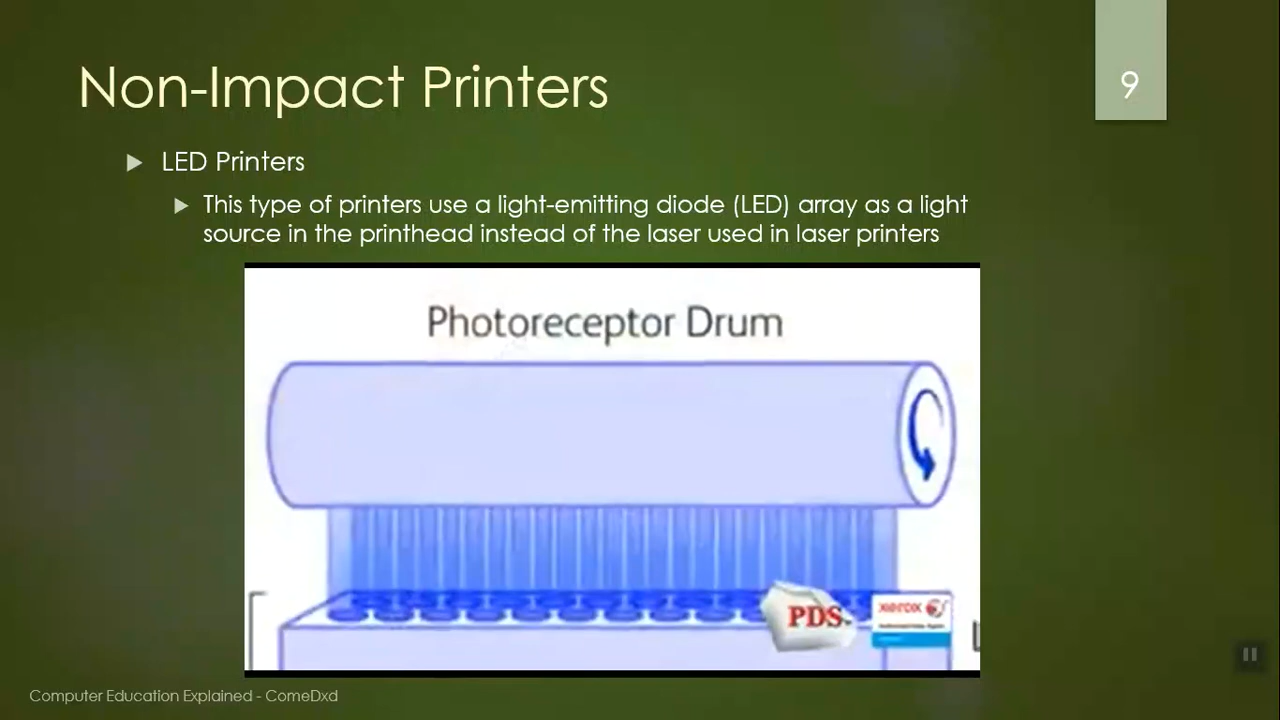 Non-Impact Printers
9
LED Printers
This type of printers use a light-emitting diode (LED) array as a light
source in the printhead instead of the laser used in laser printers
Photoreceptor Drum
PDS
xerox
Computer Education Explained - ComeDxd